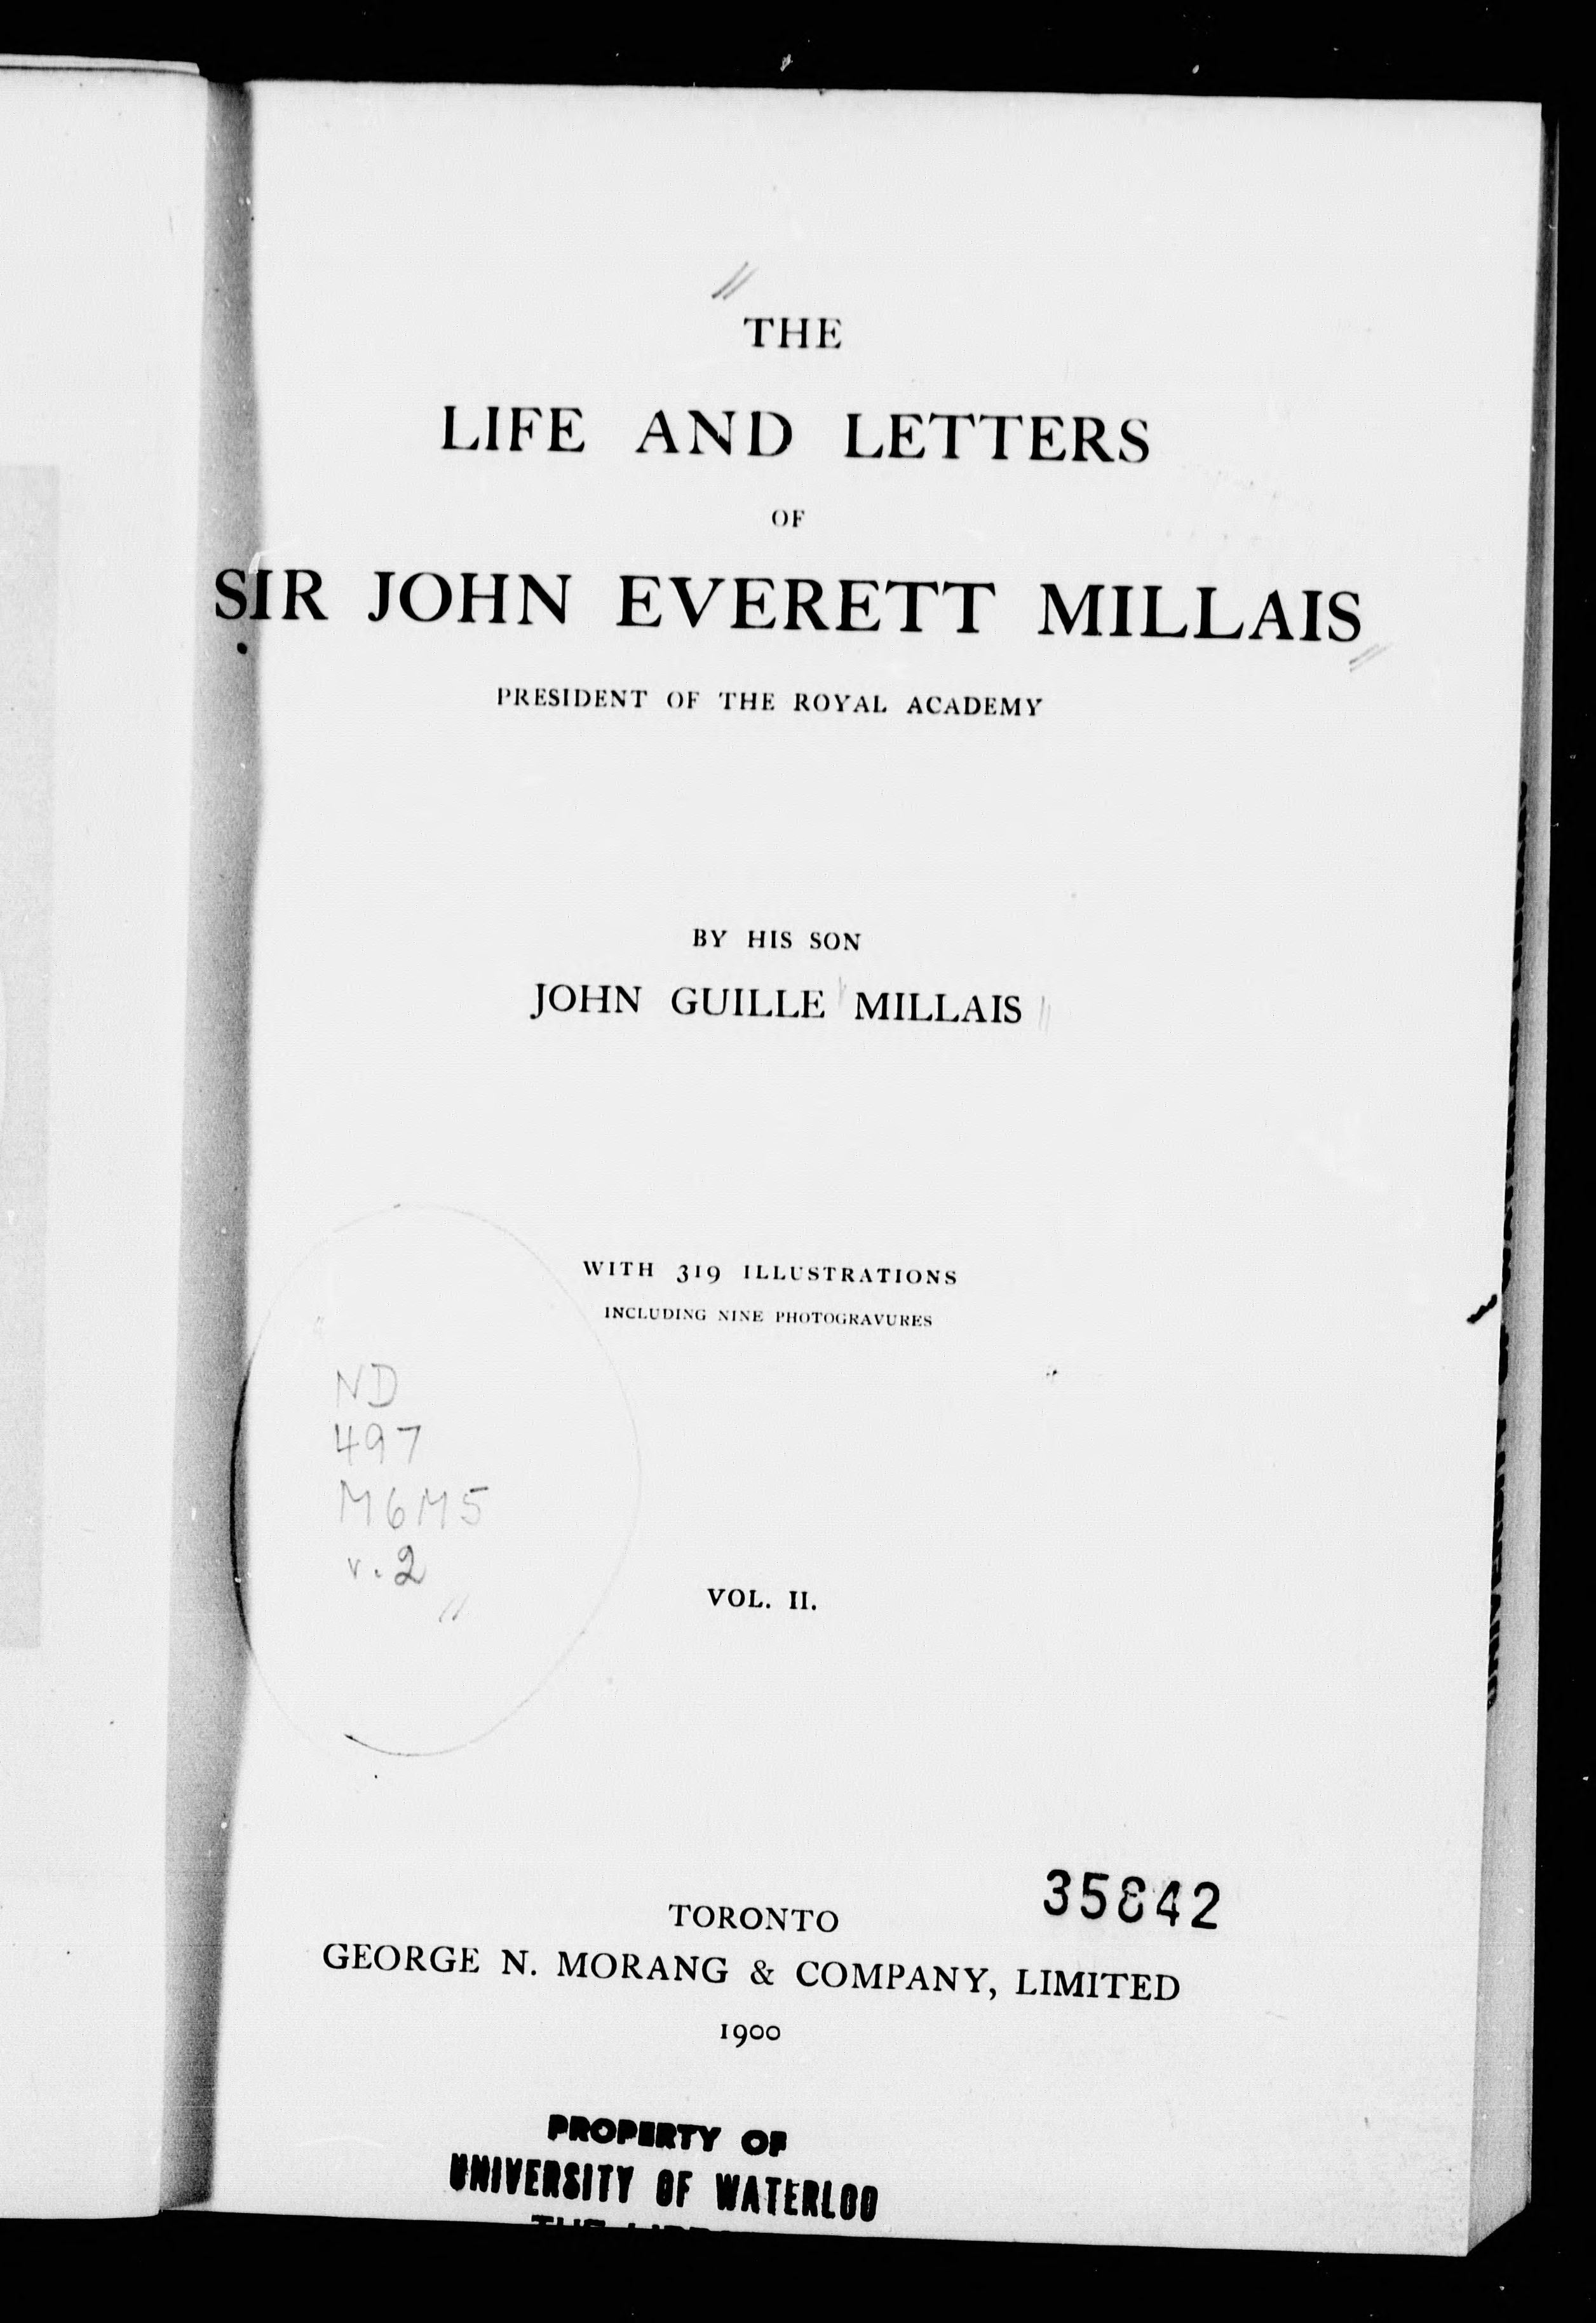 THE
LIFE AND LETTERS
OF
SIR JOHN EVERETT MILLAIS
PRESIDENT OF THE ROYAL ACADEMY
BY HIS SON
JOHN GUILLE MILLAIS
WITH 319 ILLUSTRATIONS
INCLUDING NINE PHOTOGRAVURES
ND
497
M6M5
v.2
VOL. II.
35842
TORONTO
GEORGE N. MORANG & COMPANY, LIMITED
1900
PROPERTY OF
UNIVERSITY OF WATERLOO